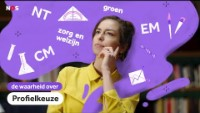 NOS
NT
groen
zorg en
welzijn
EM
CM
de waarheid over
Profielkeuze